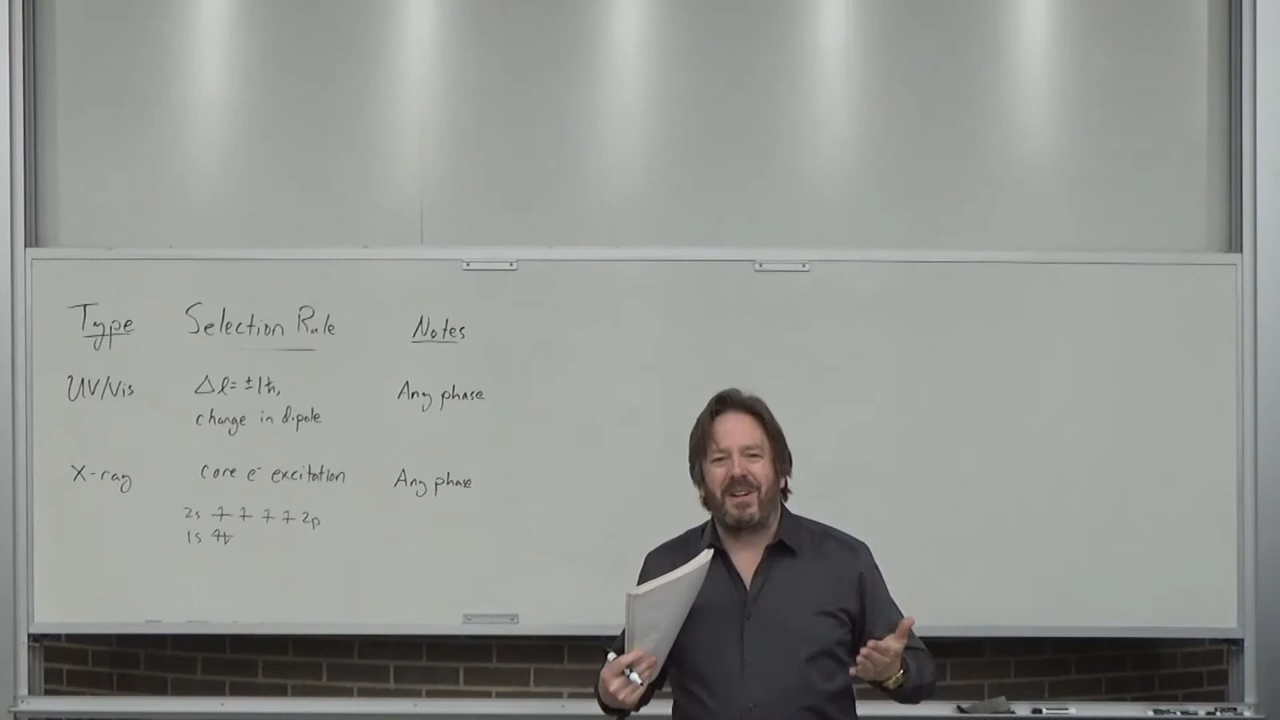 Type Selection Rule Notes
UV/Vis Δl= ±1ħ, Any phase
change in dipole
X-ray core e⁻ excitation Any phase
2s ↿ ↿ ↿ ↿ 2p
1s ↿⇂